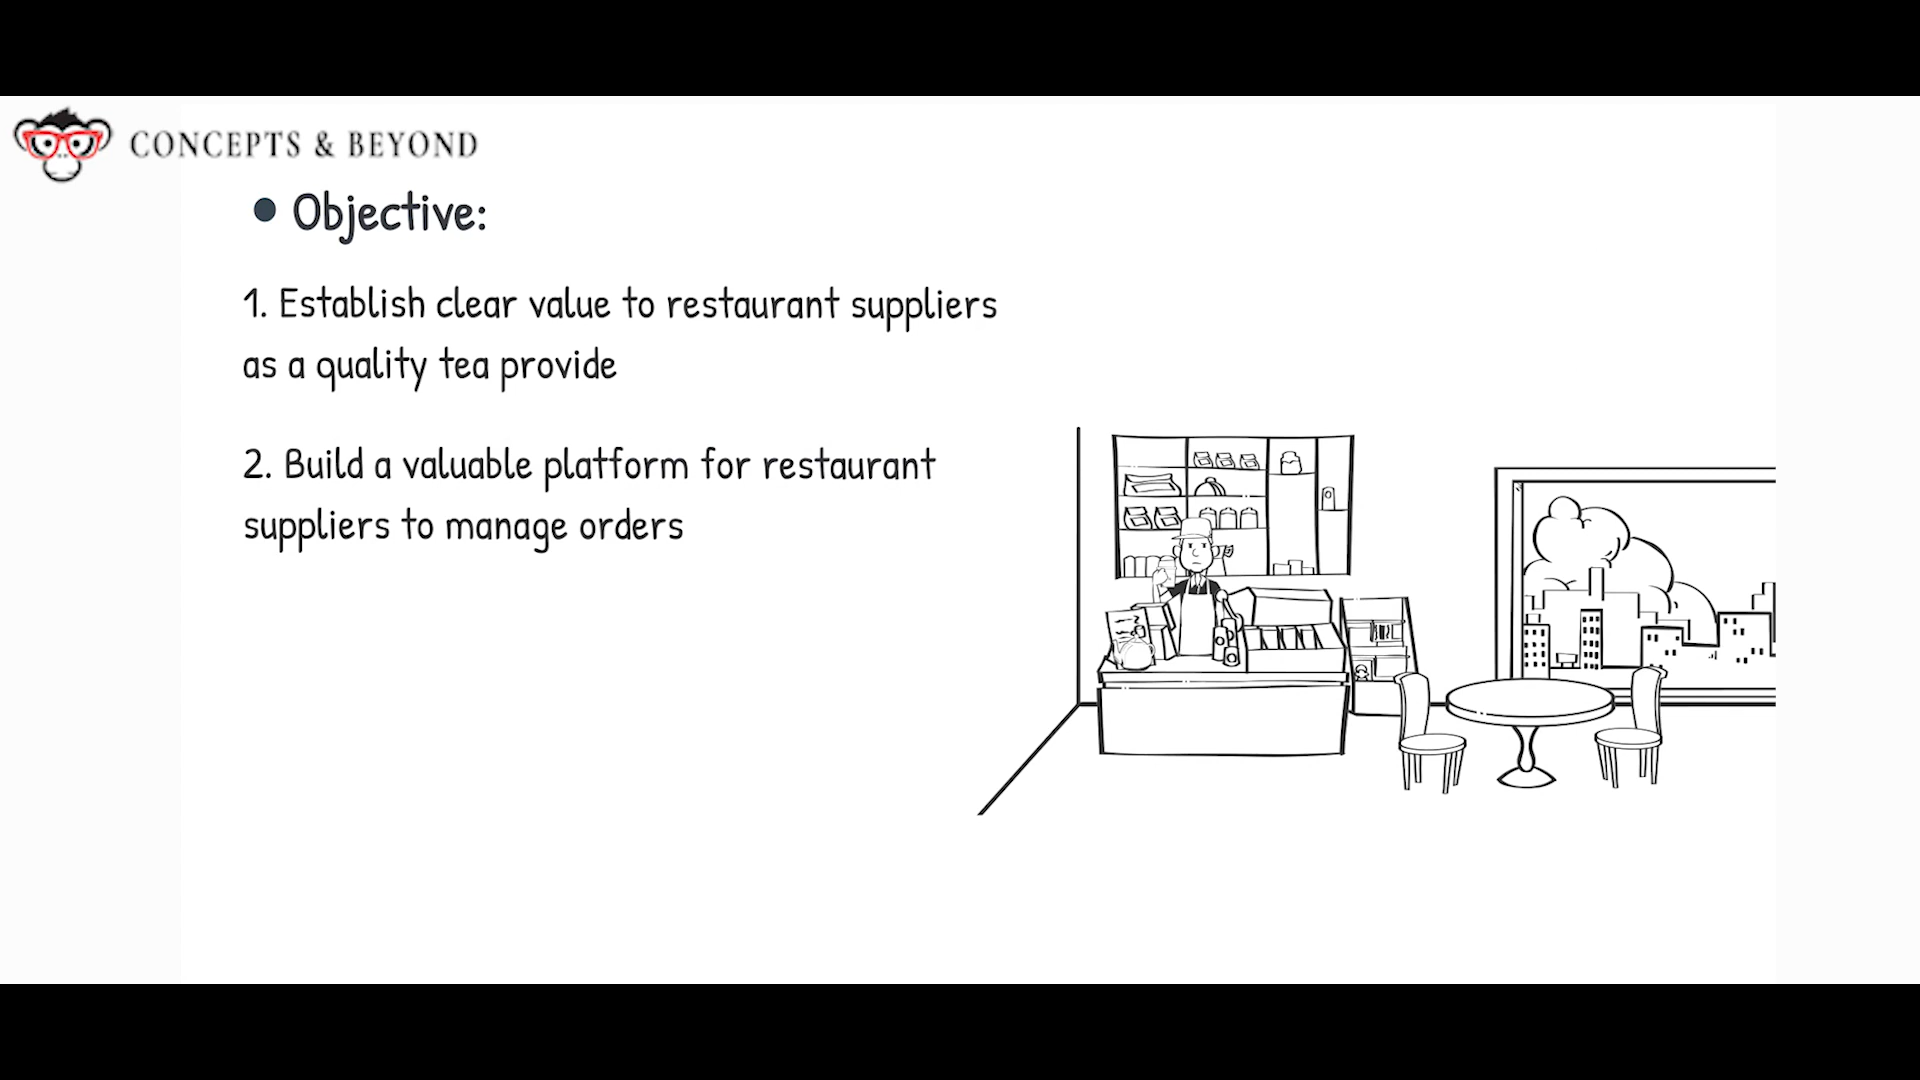 CONCEPTS & BEYOND
• Objective:
1. Establish clear value to restaurant suppliers
as a quality tea provide
2. Build a valuable platform for restaurant
suppliers to manage orders